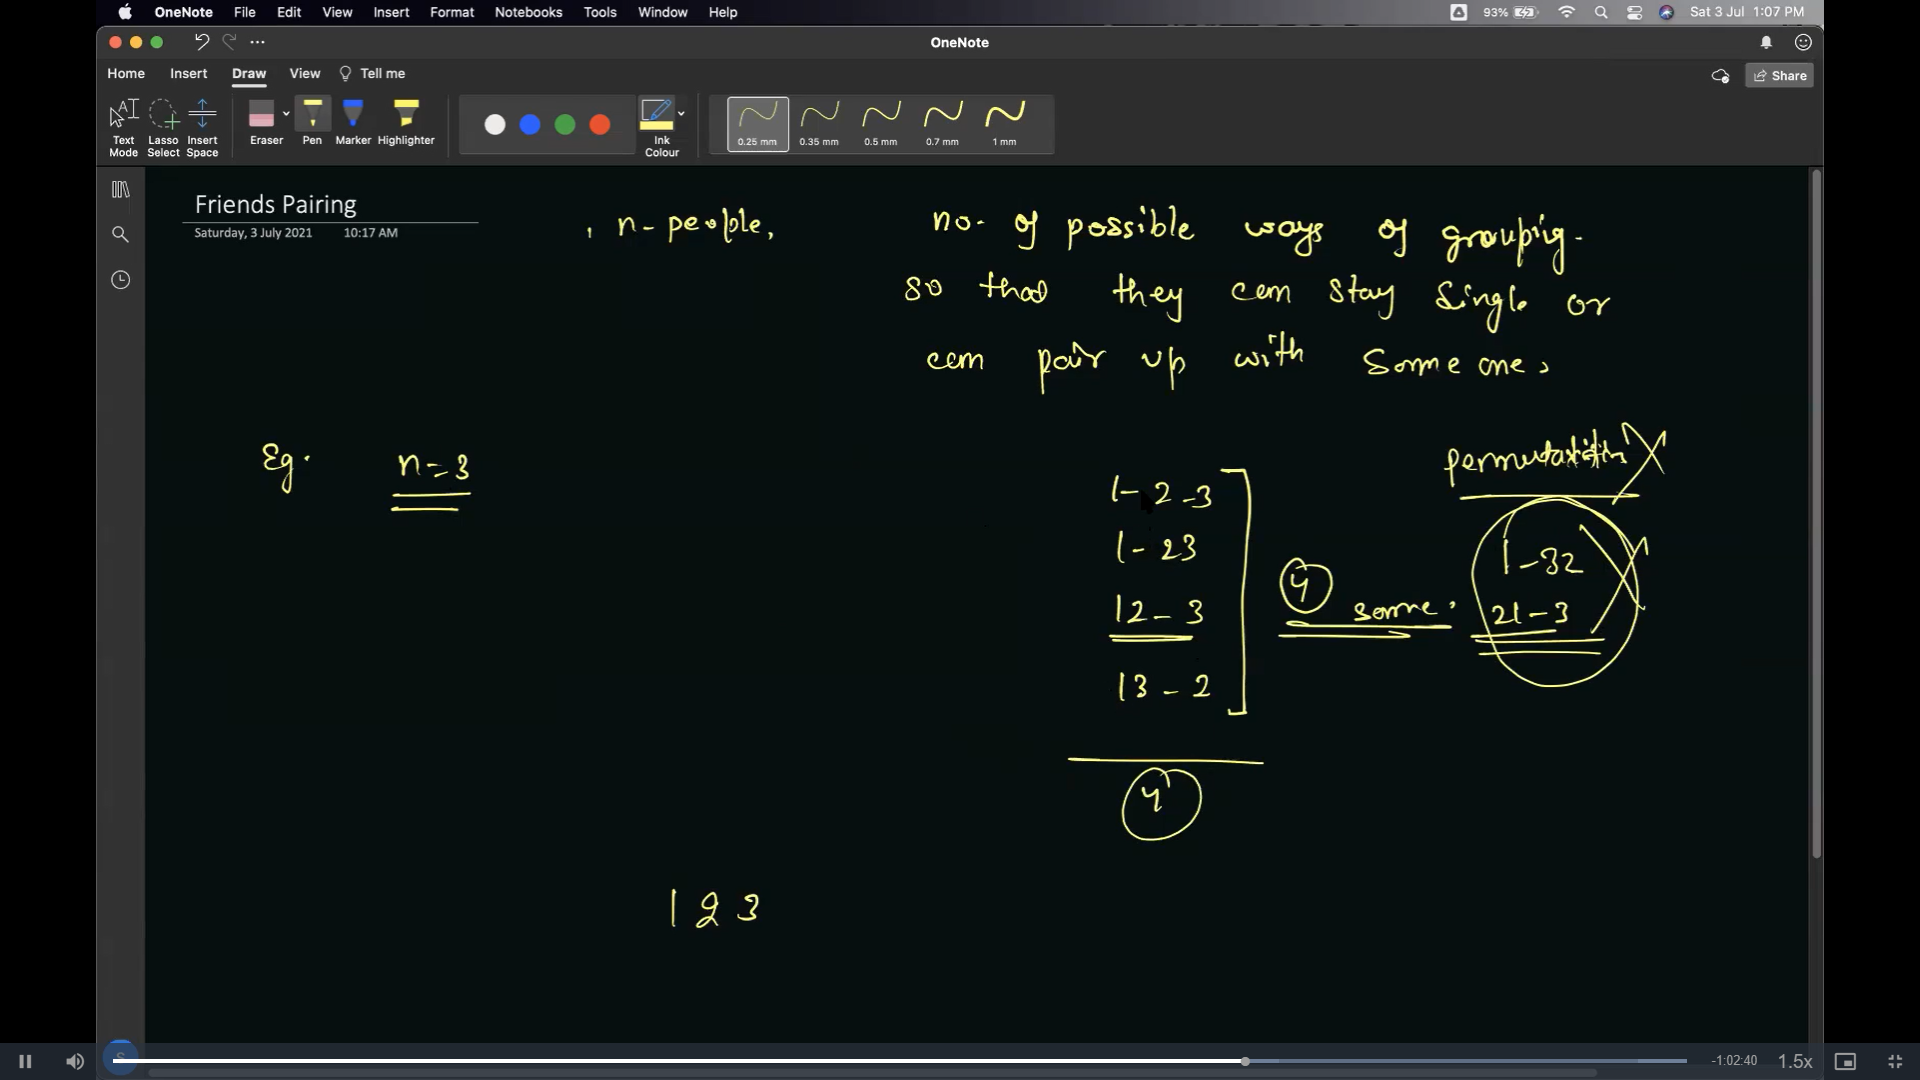 OneNote File Edit View Insert Format Notebooks Tools Window Help 93% Sat 3 Jul 1:07 PM
OneNote
Home Insert Draw View Tell me Share
Text Mode Lasso Select Insert Space Eraser Pen Marker Highlighter Ink Colour 0.25 mm 0.35 mm 0.5 mm 0.7 mm 1 mm
Friends Pairing
Saturday, 3 July 2021 10:17 AM
n - people, no. of possible ways of grouping.
so that they can stay single or
can pair up with someone.
Eg. n = 3
permutation
1 - 2 - 3
1 - 23
1 - 32
4 same.
12 - 3
21 - 3
13 - 2
4
1 2 3
-1:02:40 1.5x